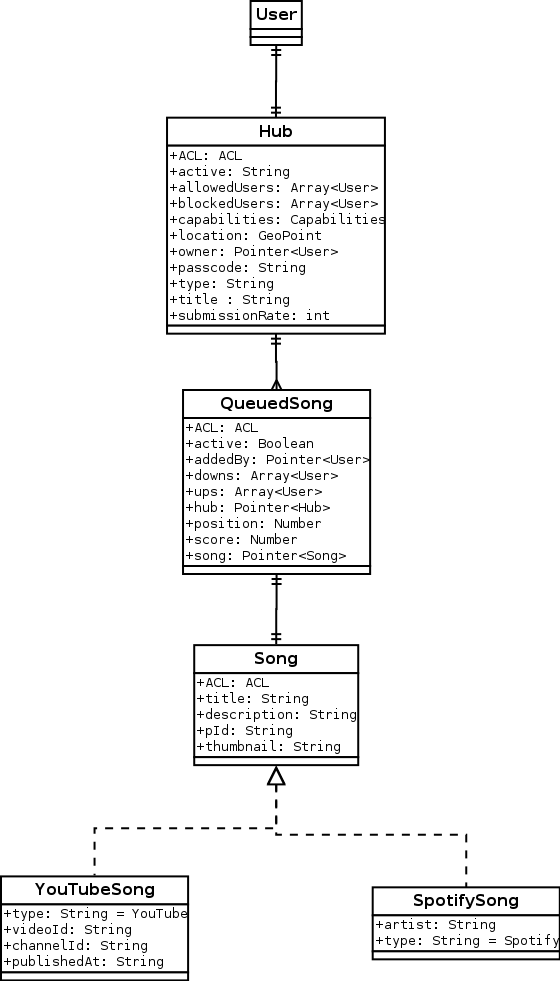 User
Hub
+ACL: ACL
+active: String
+allowedUsers: Array<User>
+blockedUsers: Array<User>
+capabilities: Capabilities
+location: GeoPoint
+owner: Pointer<User>
+passcode: String
+type: String
+title : String
+submissionRate: int
QueuedSong
+ACL: ACL
+active: Boolean
+addedBy: Pointer<User>
+downs: Array<User>
+ups: Array<User>
+hub: Pointer<Hub>
+position: Number
+score: Number
+song: Pointer<Song>
Song
+ACL: ACL
+title: String
+description: String
+pId: String
+thumbnail: String
YouTubeSong
+type: String = YouTube
+videoId: String
+channelId: String
+publishedAt: String
SpotifySong
+artist: String
+type: String = Spotify